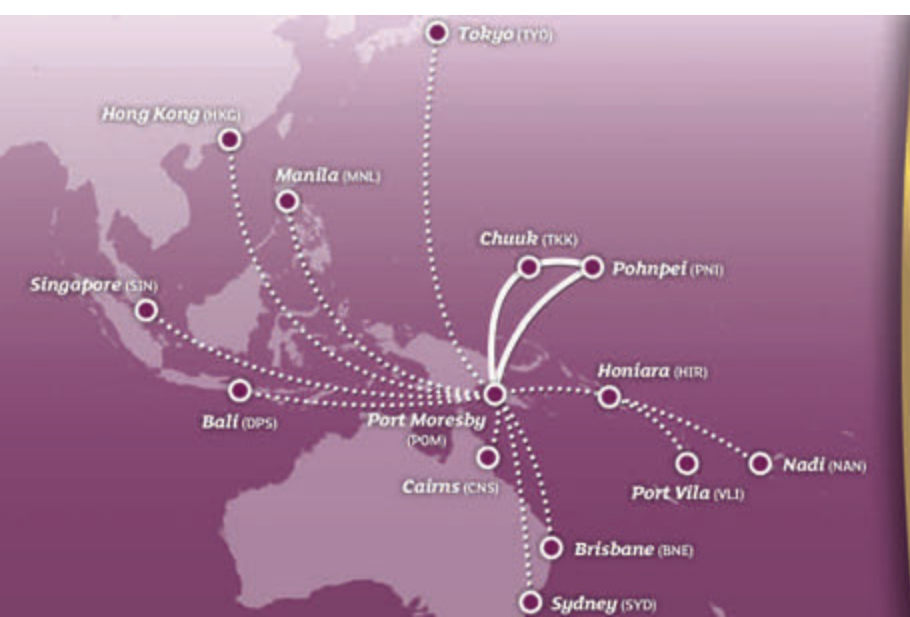 Tokyo (TYO)
Hong Kong (HKG)
Manila (MNL)
Chuuk (TKK)
Pohnpei (PNI)
Singapore (SIN)
Honiara (HIR)
Bali (DPS)
Port Moresby
(POM)
Nadi (NAN)
Cairns (CNS)
Port Vila (VLI)
Brisbane (BNE)
Sydney (SYD)